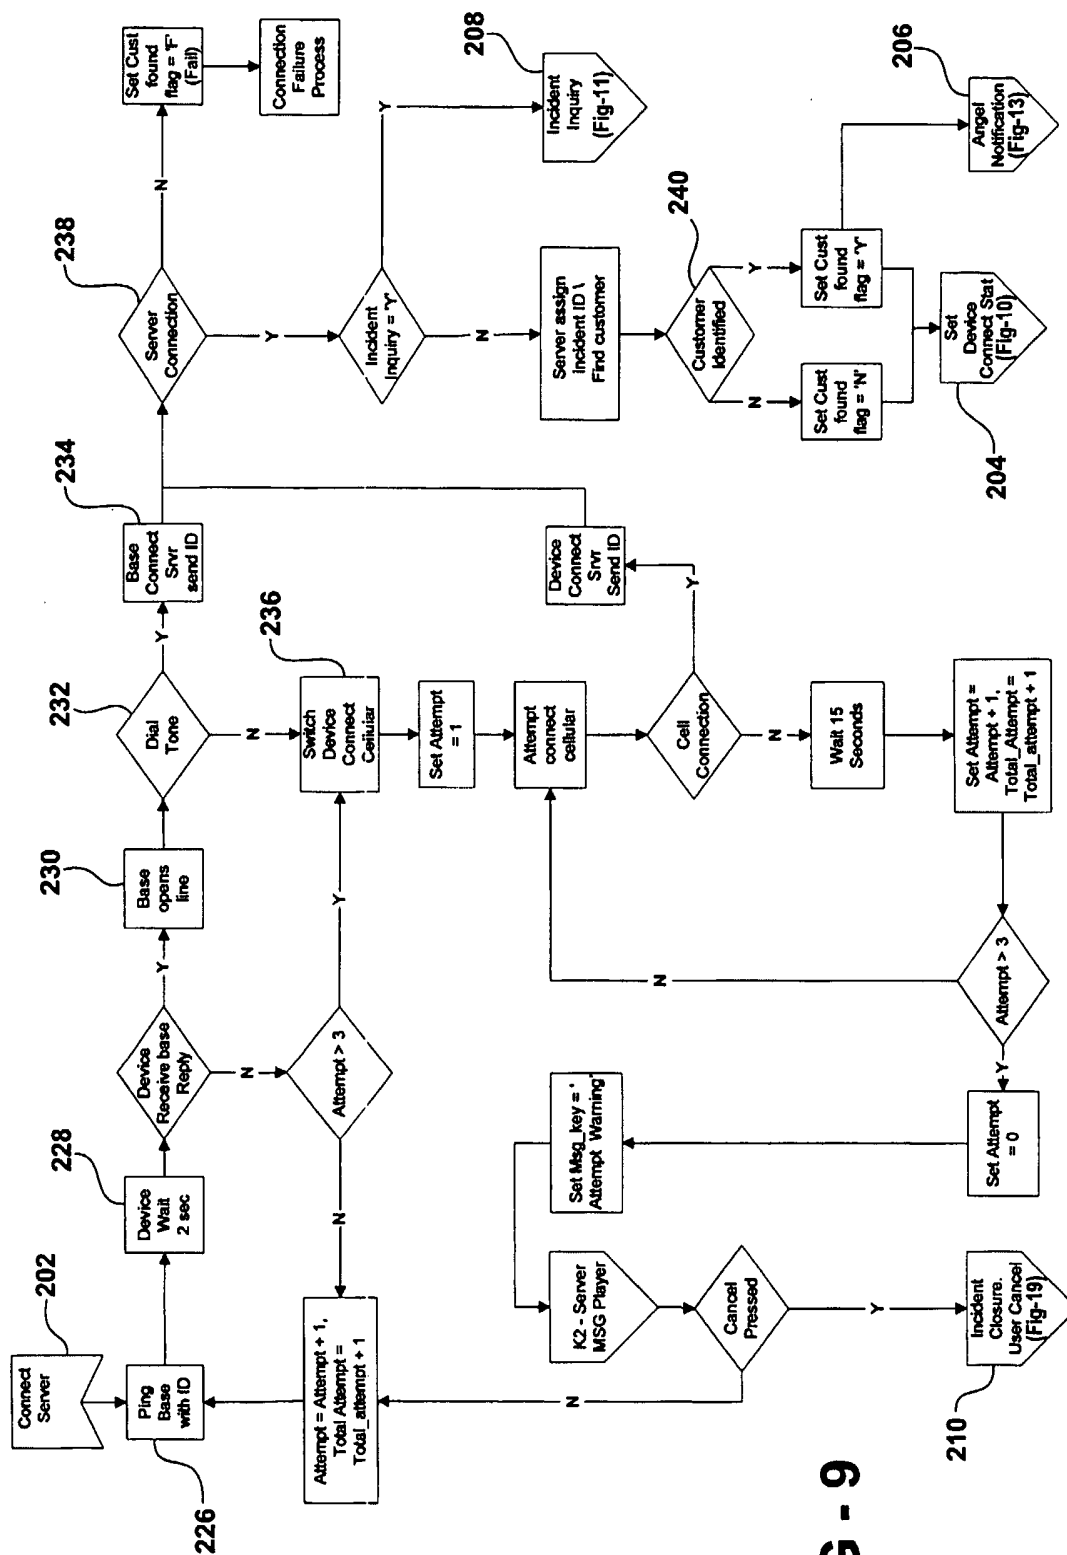 202
Connect
Server
226
Ping
Base
with ID
228
Device
Wait
2 sec
Device
Receive base
Reply
Y
N
230
Base
opens
line
232
Dial
Tone
Y
N
234
Base
Connect
Srvr
send ID
238
Server
Connection
N
Y
Set Cust
found
flag = 'F'
(Fail)
Connection
Failure
Process
Attempt = Attempt + 1,
Total Attempt =
Total_attempt + 1
N
Attempt > 3
Y
236
Switch
Device
Connect
Cellular
Set Attempt
= 1
Attempt
connect
cellular
Cell
Connection
Y
N
Device
Connect
Srvr
Send ID
Incident
Inquiry = 'Y'
Y
N
208
Incident
Inquiry
(Fig-11)
Server assign
Incident ID \
Find customer
240
Customer
Identified
N
Y
Set Cust
found
flag = 'N'
Set Cust
found
flag = 'Y'
204
Set
Device
Connect Stat
(Fig-10)
206
Angel
Notification
(Fig-13)
Wait 15
Seconds
Set Attempt =
Attempt + 1,
Total_Attempt =
Total_attempt + 1
Attempt > 3
N
Y
Set Attempt
= 0
Set Msg_key = '
Attempt Warning'
K2 - Server
MSG Player
Cancel
Pressed
N
Y
210
Incident
Closure.
User Cancel
(Fig-19)
G - 9